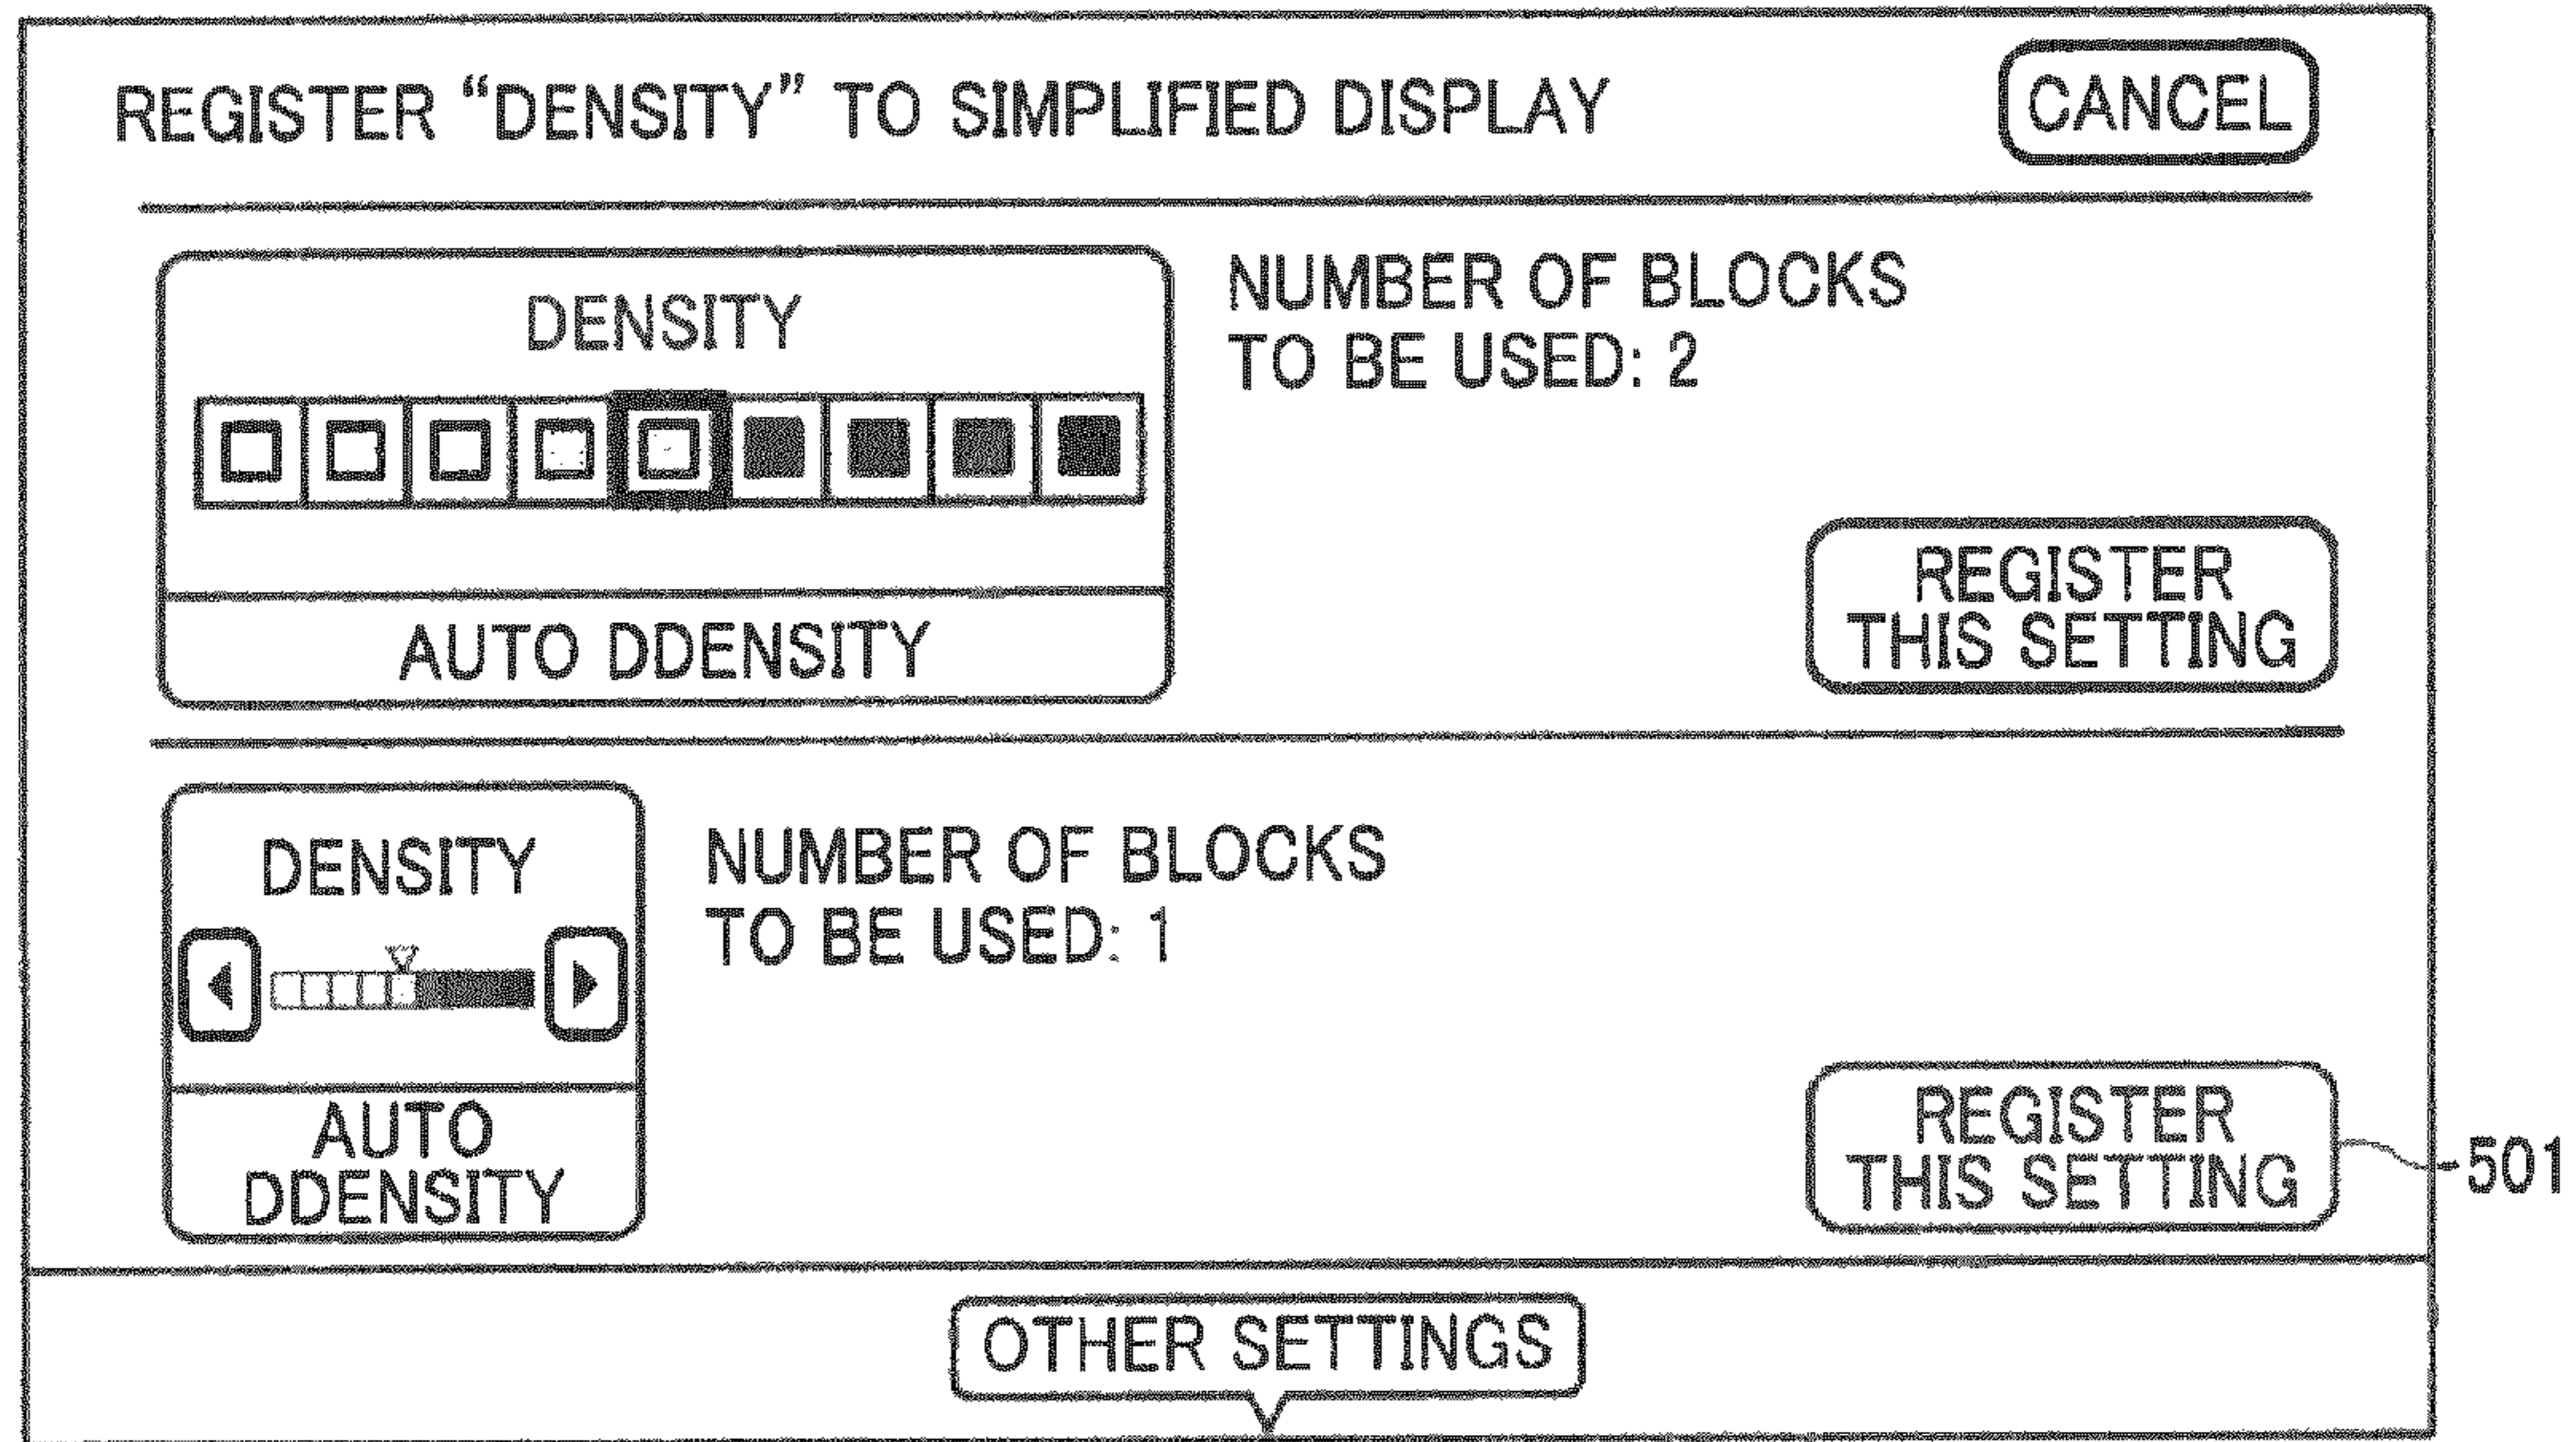 REGISTER “DENSITY” TO SIMPLIFIED DISPLAY
CANCEL
DENSITY
AUTO DDENSITY
NUMBER OF BLOCKS
TO BE USED: 2
REGISTER
THIS SETTING
DENSITY
AUTO
DDENSITY
NUMBER OF BLOCKS
TO BE USED: 1
REGISTER
THIS SETTING
501
OTHER SETTINGS